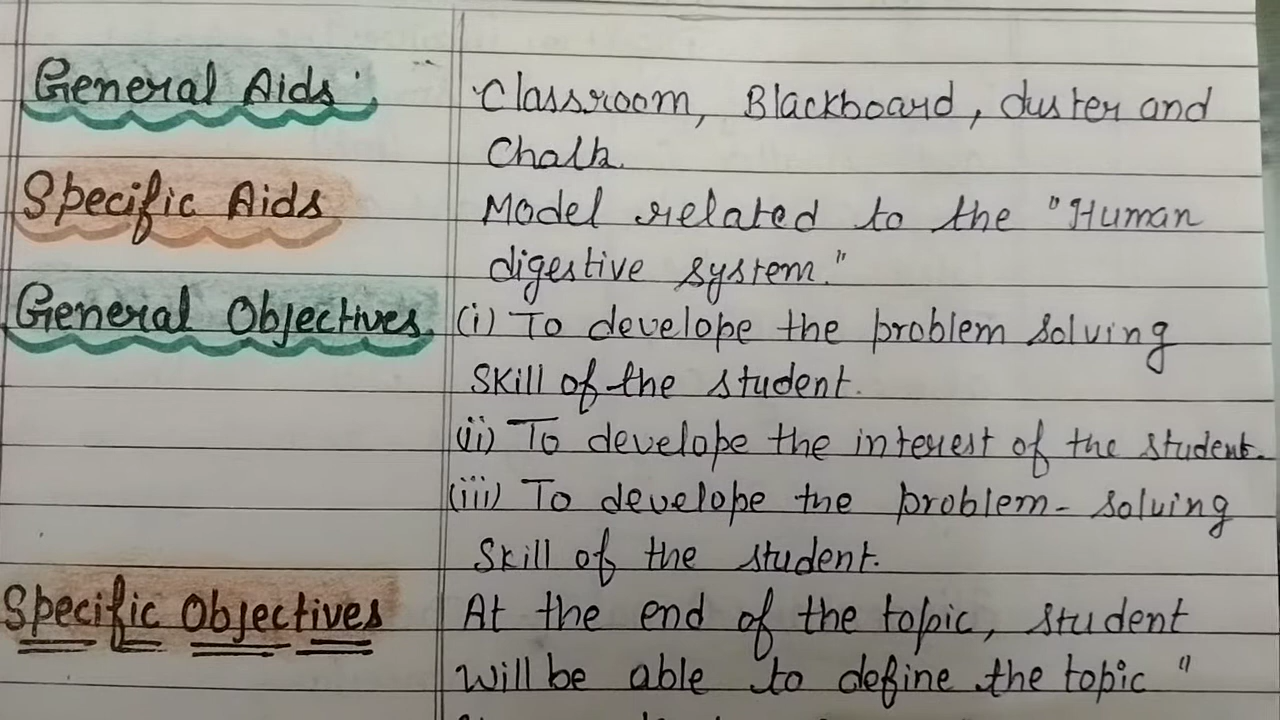 General Aids
Classroom, Blackboard, duster and
Chalk.
Specific Aids
Model related to the "Human
digestive system."
General Objectives
(i) To develope the problem solving
skill of the student.
(ii) To develope the interest of the student.
(iii) To develope the problem-solving
skill of the student.
Specific Objectives
At the end of the topic, student
will be able to define the topic "